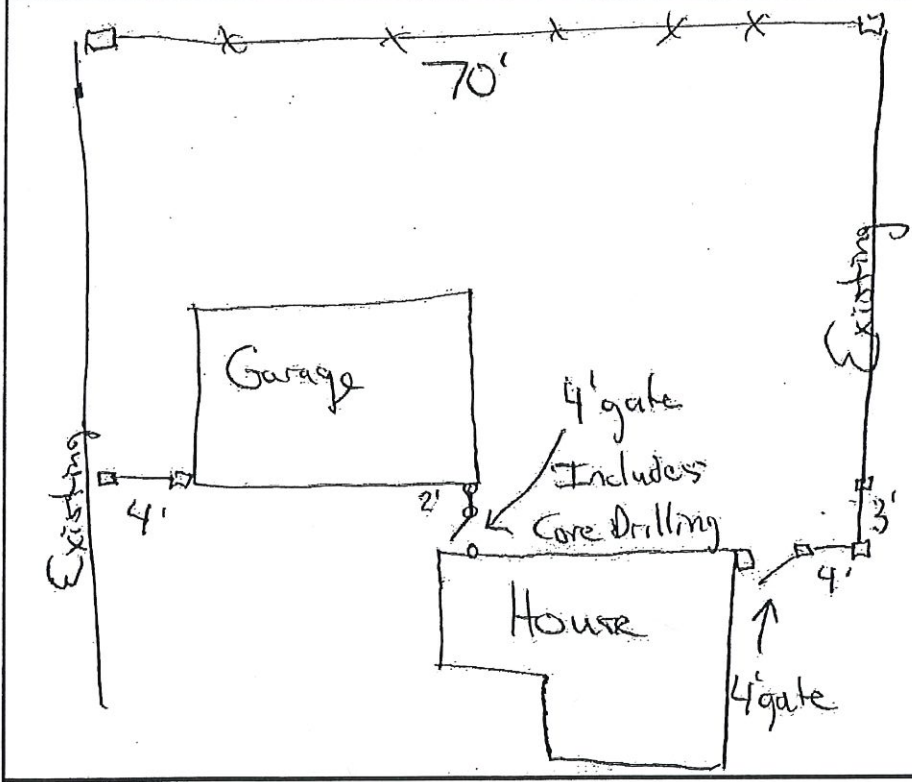 70'
Existing
Garage
4' gate
Includes
Core Drilling
2'
Existing
4'
3'
4'
House
4' gate